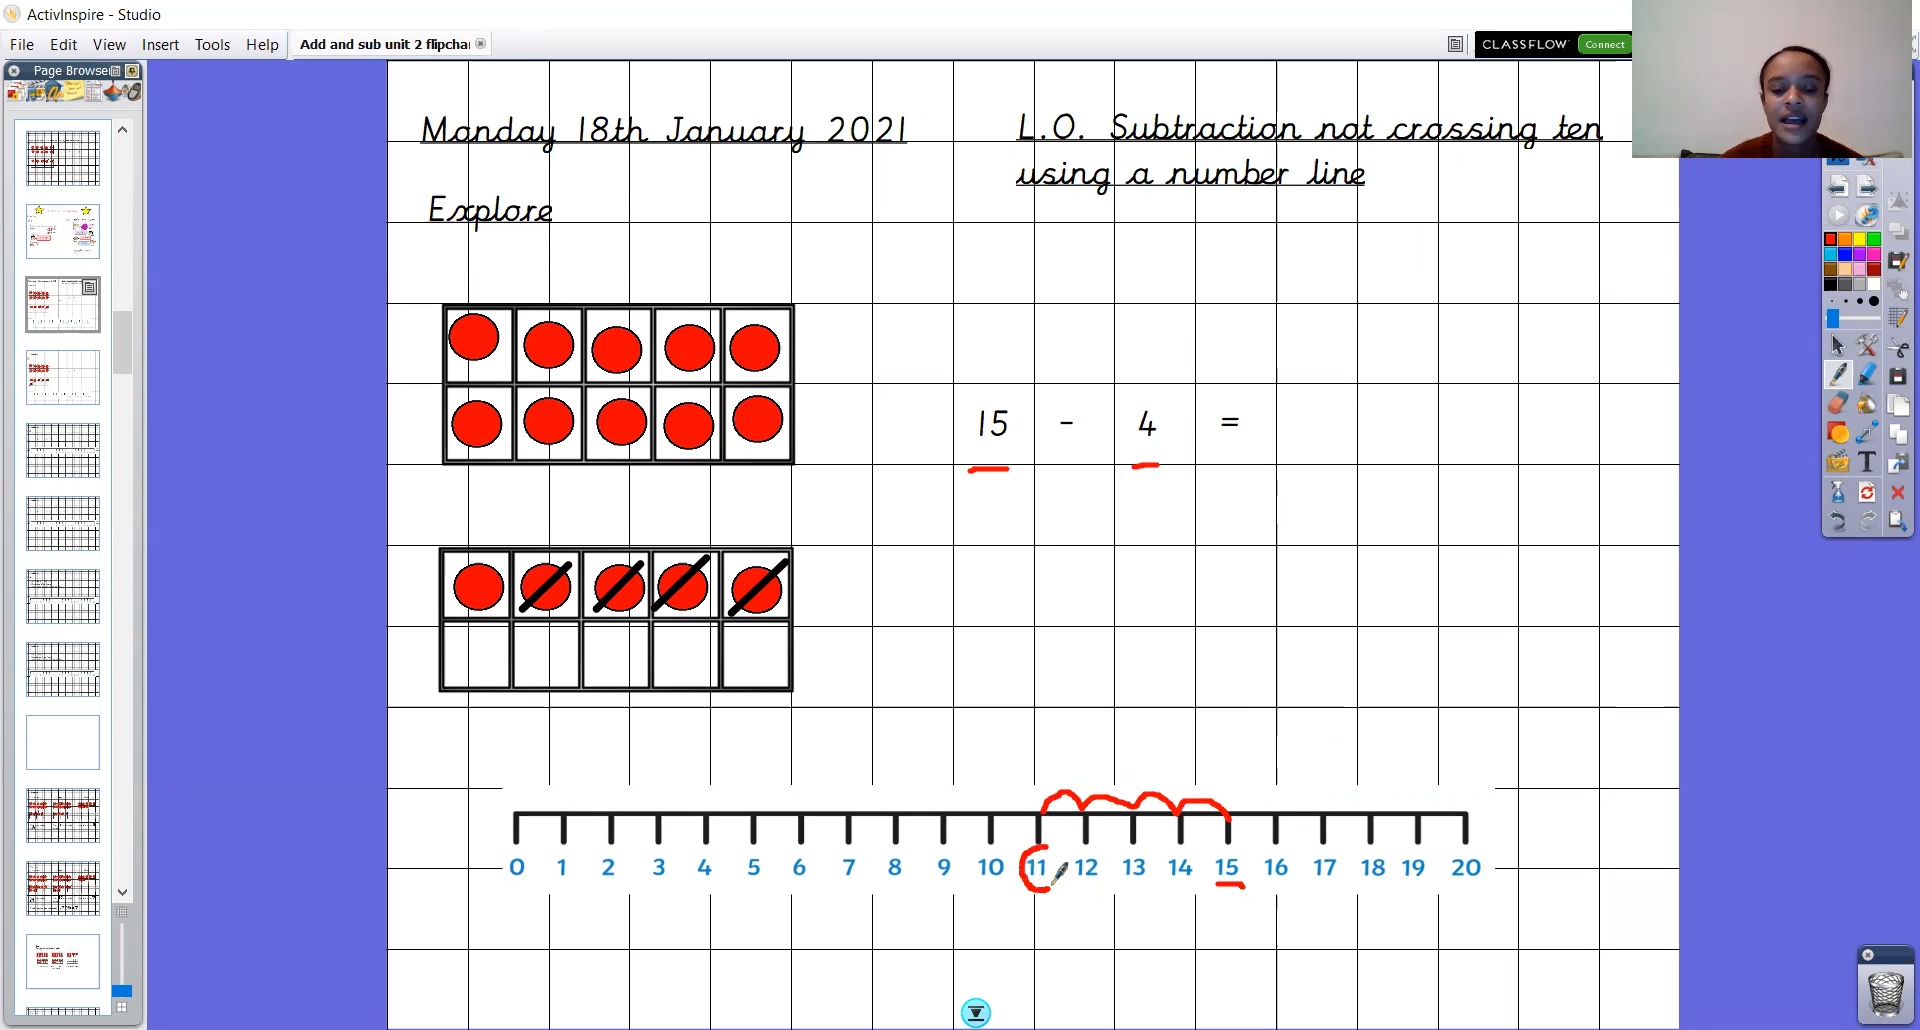 ActivInspire - Studio
File Edit View Insert Tools Help
Add and sub unit 2 flipchar
CLASSFLOW Connect
Page Browser
Monday 18th January 2021
L.O. Subtraction not crossing ten
using a number line
Explore
15 - 4 =
0 1 2 3 4 5 6 7 8 9 10 11 12 13 14 15 16 17 18 19 20